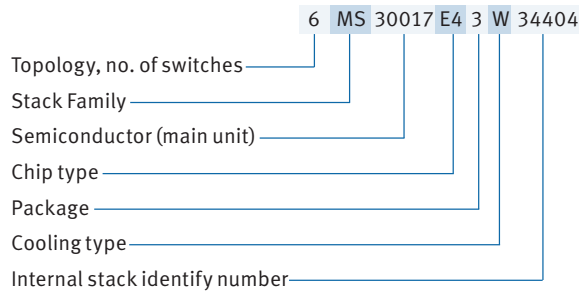 6 MS 30017 E4 3 W 34404
Topology, no. of switches
Stack Family
Semiconductor (main unit)
Chip type
Package
Cooling type
Internal stack identify number